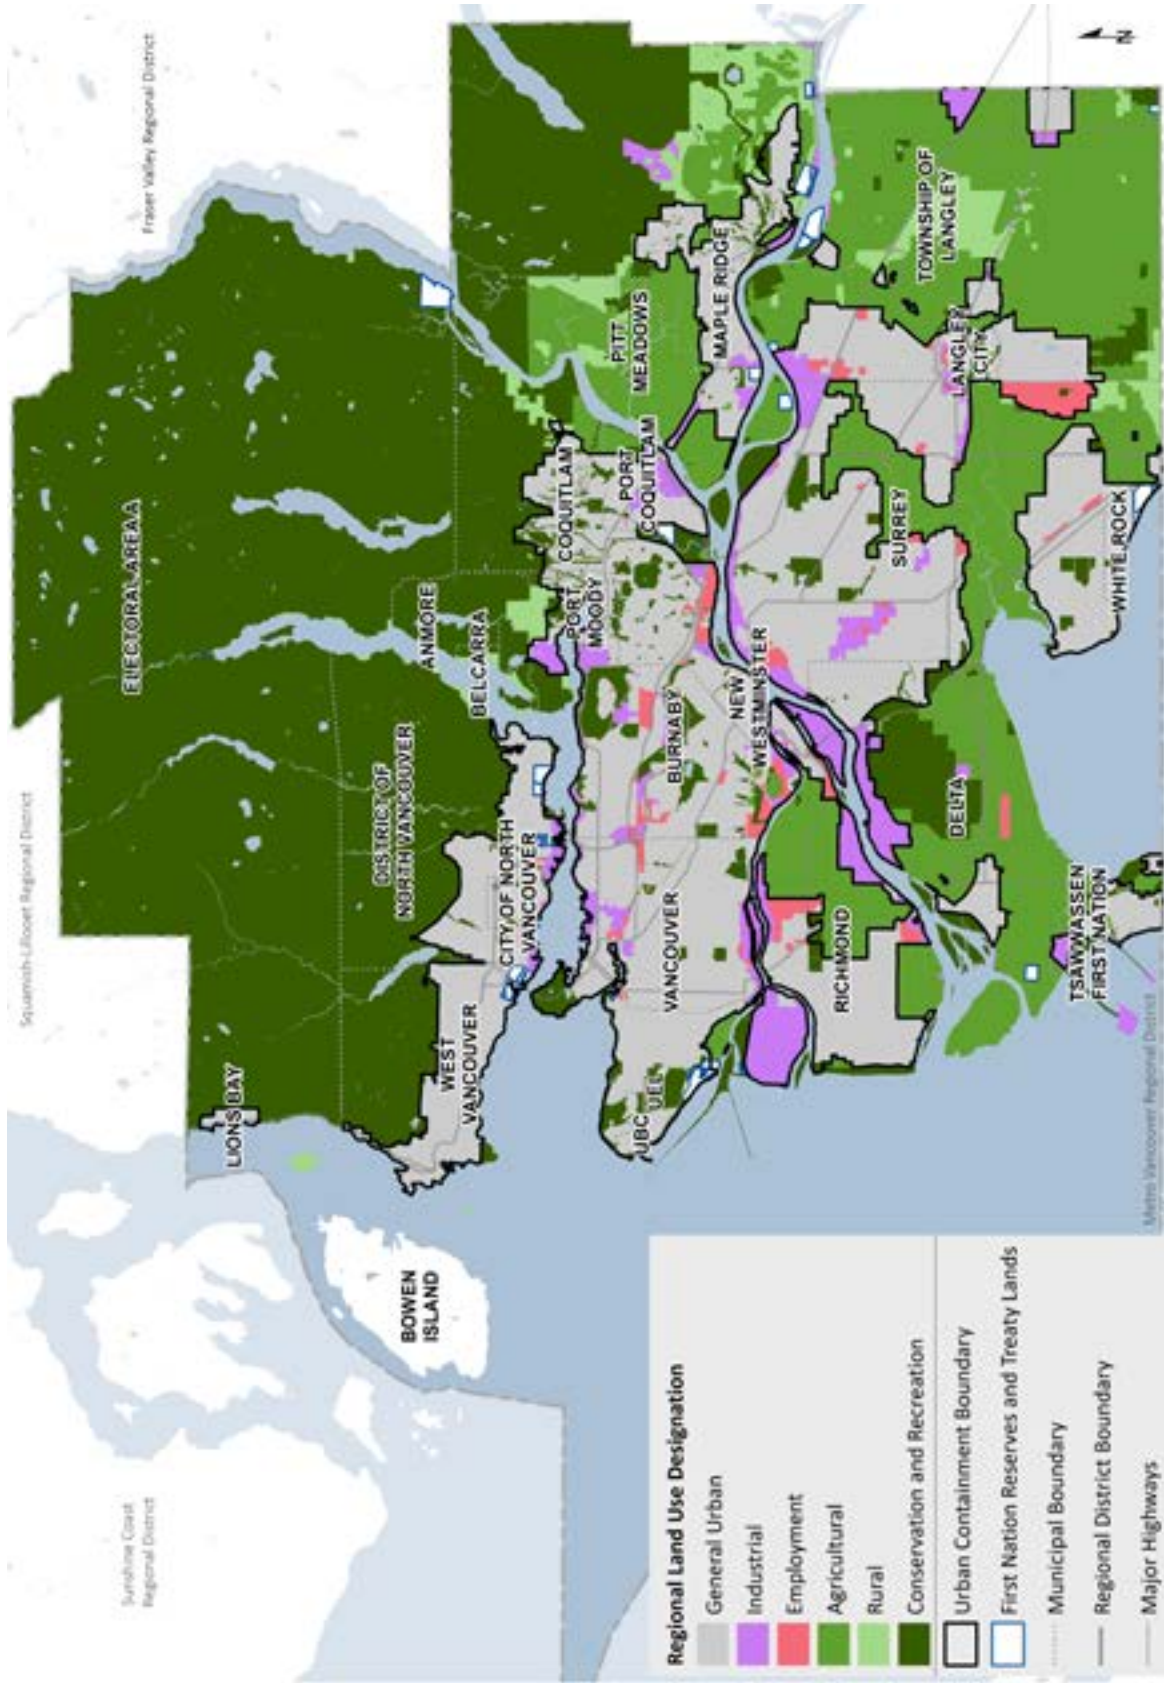 Squamish-Lillooet Regional District
Fraser Valley Regional District
Sunshine Coast
Regional District
ELECTORAL AREA A
LIONS BAY
BOWEN
ISLAND
DISTRICT OF
NORTH VANCOUVER
WEST
VANCOUVER
CITY OF NORTH
VANCOUVER
ANMORE
BELCARRA
PORT
MOODY
COQUITLAM
PORT
COQUITLAM
PITT
MEADOWS
MAPLE RIDGE
UBC UEL
VANCOUVER
BURNABY
NEW
WESTMINSTER
RICHMOND
SURREY
DELTA
LANGLEY
CITY
TOWNSHIP OF
LANGLEY
WHITE ROCK
TSAWWASSEN
FIRST NATION
Metro Vancouver Regional District
N
Regional Land Use Designation
General Urban
Industrial
Employment
Agricultural
Rural
Conservation and Recreation
Urban Containment Boundary
First Nation Reserves and Treaty Lands
Municipal Boundary
Regional District Boundary
Major Highways